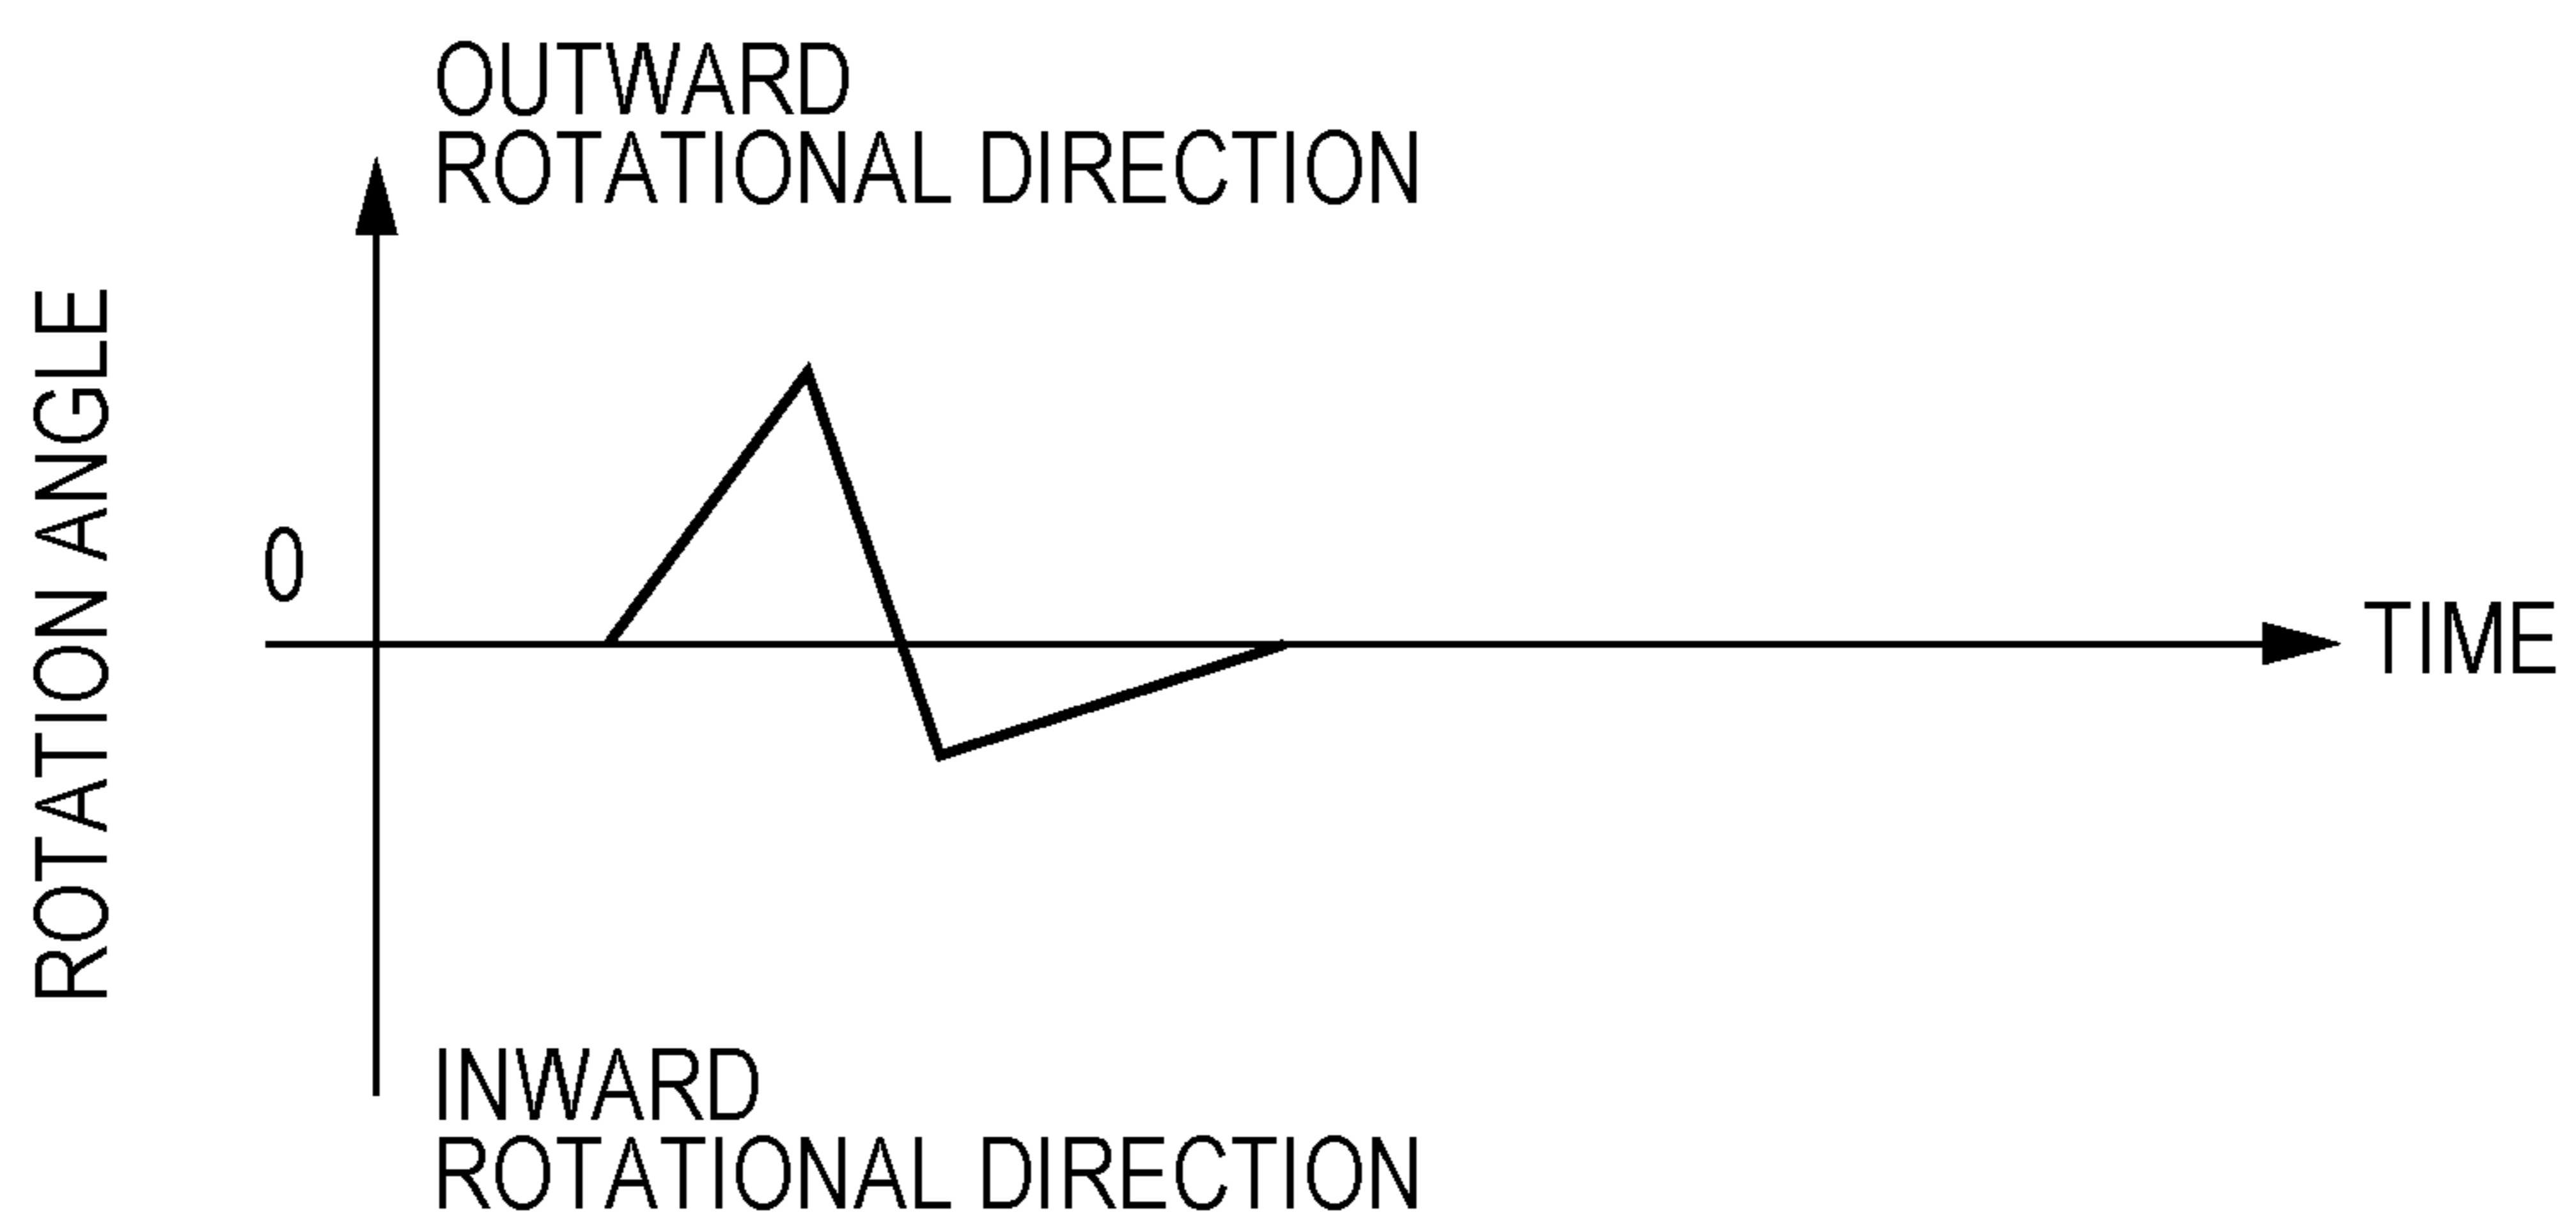 OUTWARD
ROTATIONAL DIRECTION
ROTATION ANGLE
0
TIME
INWARD
ROTATIONAL DIRECTION